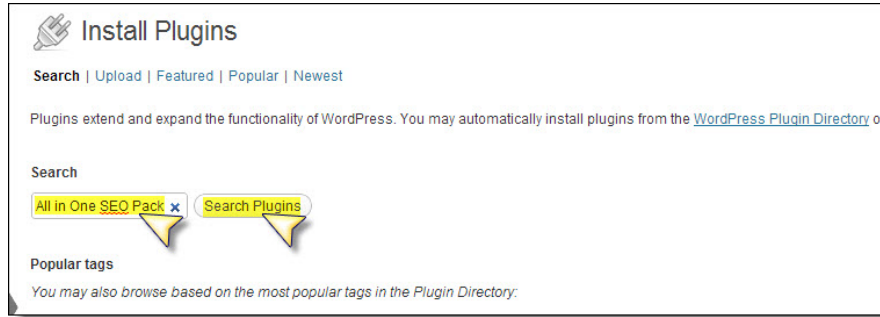 Install Plugins
Search | Upload | Featured | Popular | Newest
Plugins extend and expand the functionality of WordPress. You may automatically install plugins from the WordPress Plugin Directory o
Search
All in One SEO Pack x Search Plugins
Popular tags
You may also browse based on the most popular tags in the Plugin Directory: